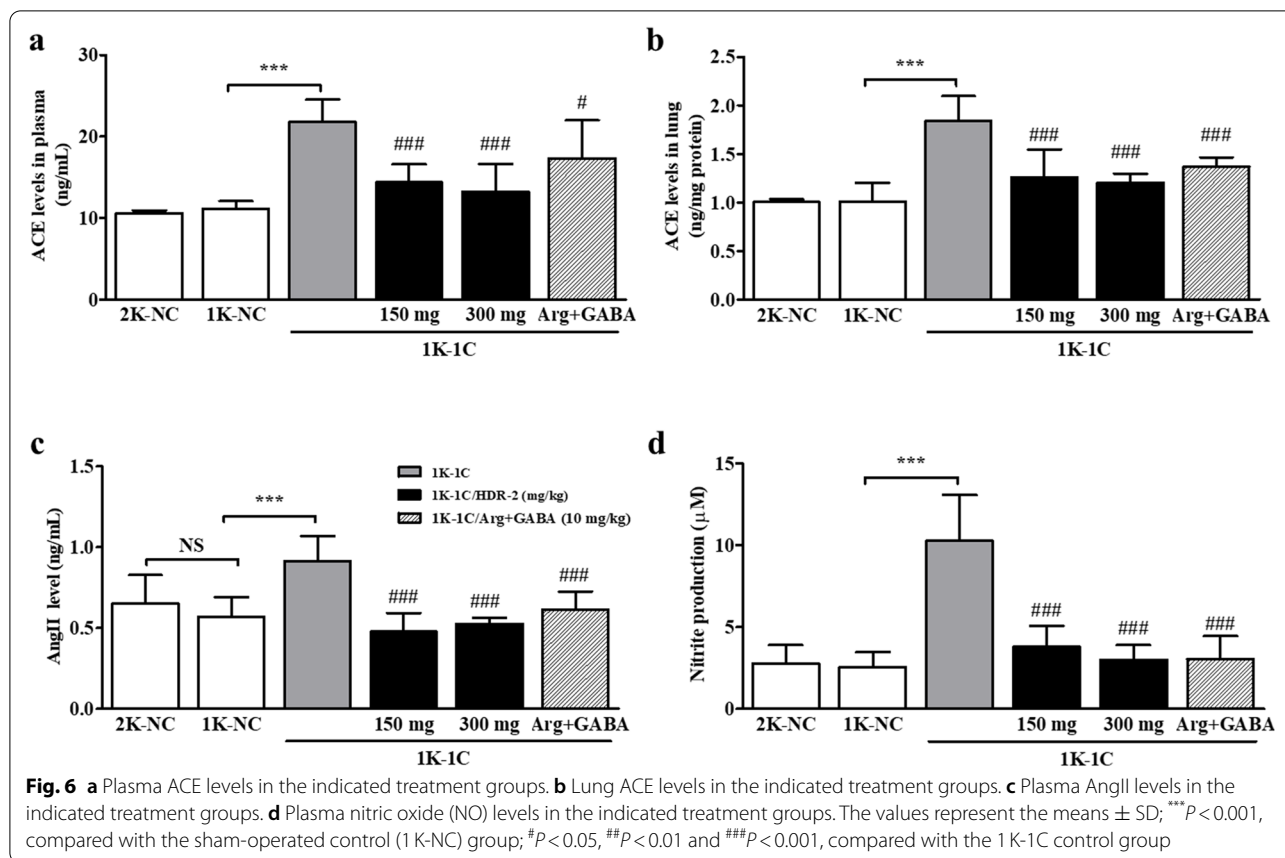 a
ACE levels in plasma
(ng/mL)
30
20
10
0
***
###
###
#
2K-NC 1K-NC 150 mg 300 mg Arg+GABA
1K-1C
b
ACE levels in lung
(ng/mg protein)
2.5
2.0
1.5
1.0
0.5
0.0
***
###
###
###
2K-NC 1K-NC 150 mg 300 mg Arg+GABA
1K-1C
c
AngII level (ng/mL)
1.5
1.0
0.5
0.0
NS
***
###
###
###
1K-1C
1K-1C/HDR-2 (mg/kg)
1K-1C/Arg+GABA (10 mg/kg)
2K-NC 1K-NC 150 mg 300 mg Arg+GABA
1K-1C
d
Nitrite production (μM)
15
10
5
0
***
###
###
###
2K-NC 1K-NC 150 mg 300 mg Arg+GABA
1K-1C
Fig. 6 a Plasma ACE levels in the indicated treatment groups. b Lung ACE levels in the indicated treatment groups. c Plasma AngII levels in the
indicated treatment groups. d Plasma nitric oxide (NO) levels in the indicated treatment groups. The values represent the means ± SD; ***P < 0.001,
compared with the sham-operated control (1 K-NC) group; #P < 0.05, ##P < 0.01 and ###P < 0.001, compared with the 1 K-1C control group